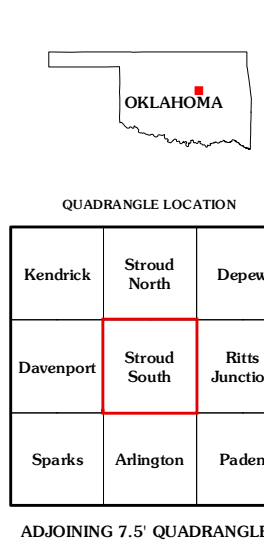 OKLAHOMA
QUADRANGLE LOCATION
Kendrick
Stroud
North
Depew
Davenport
Stroud
South
Ritts
Junctio
Sparks
Arlington
Paden
ADJOINING 7.5' QUADRANGLE